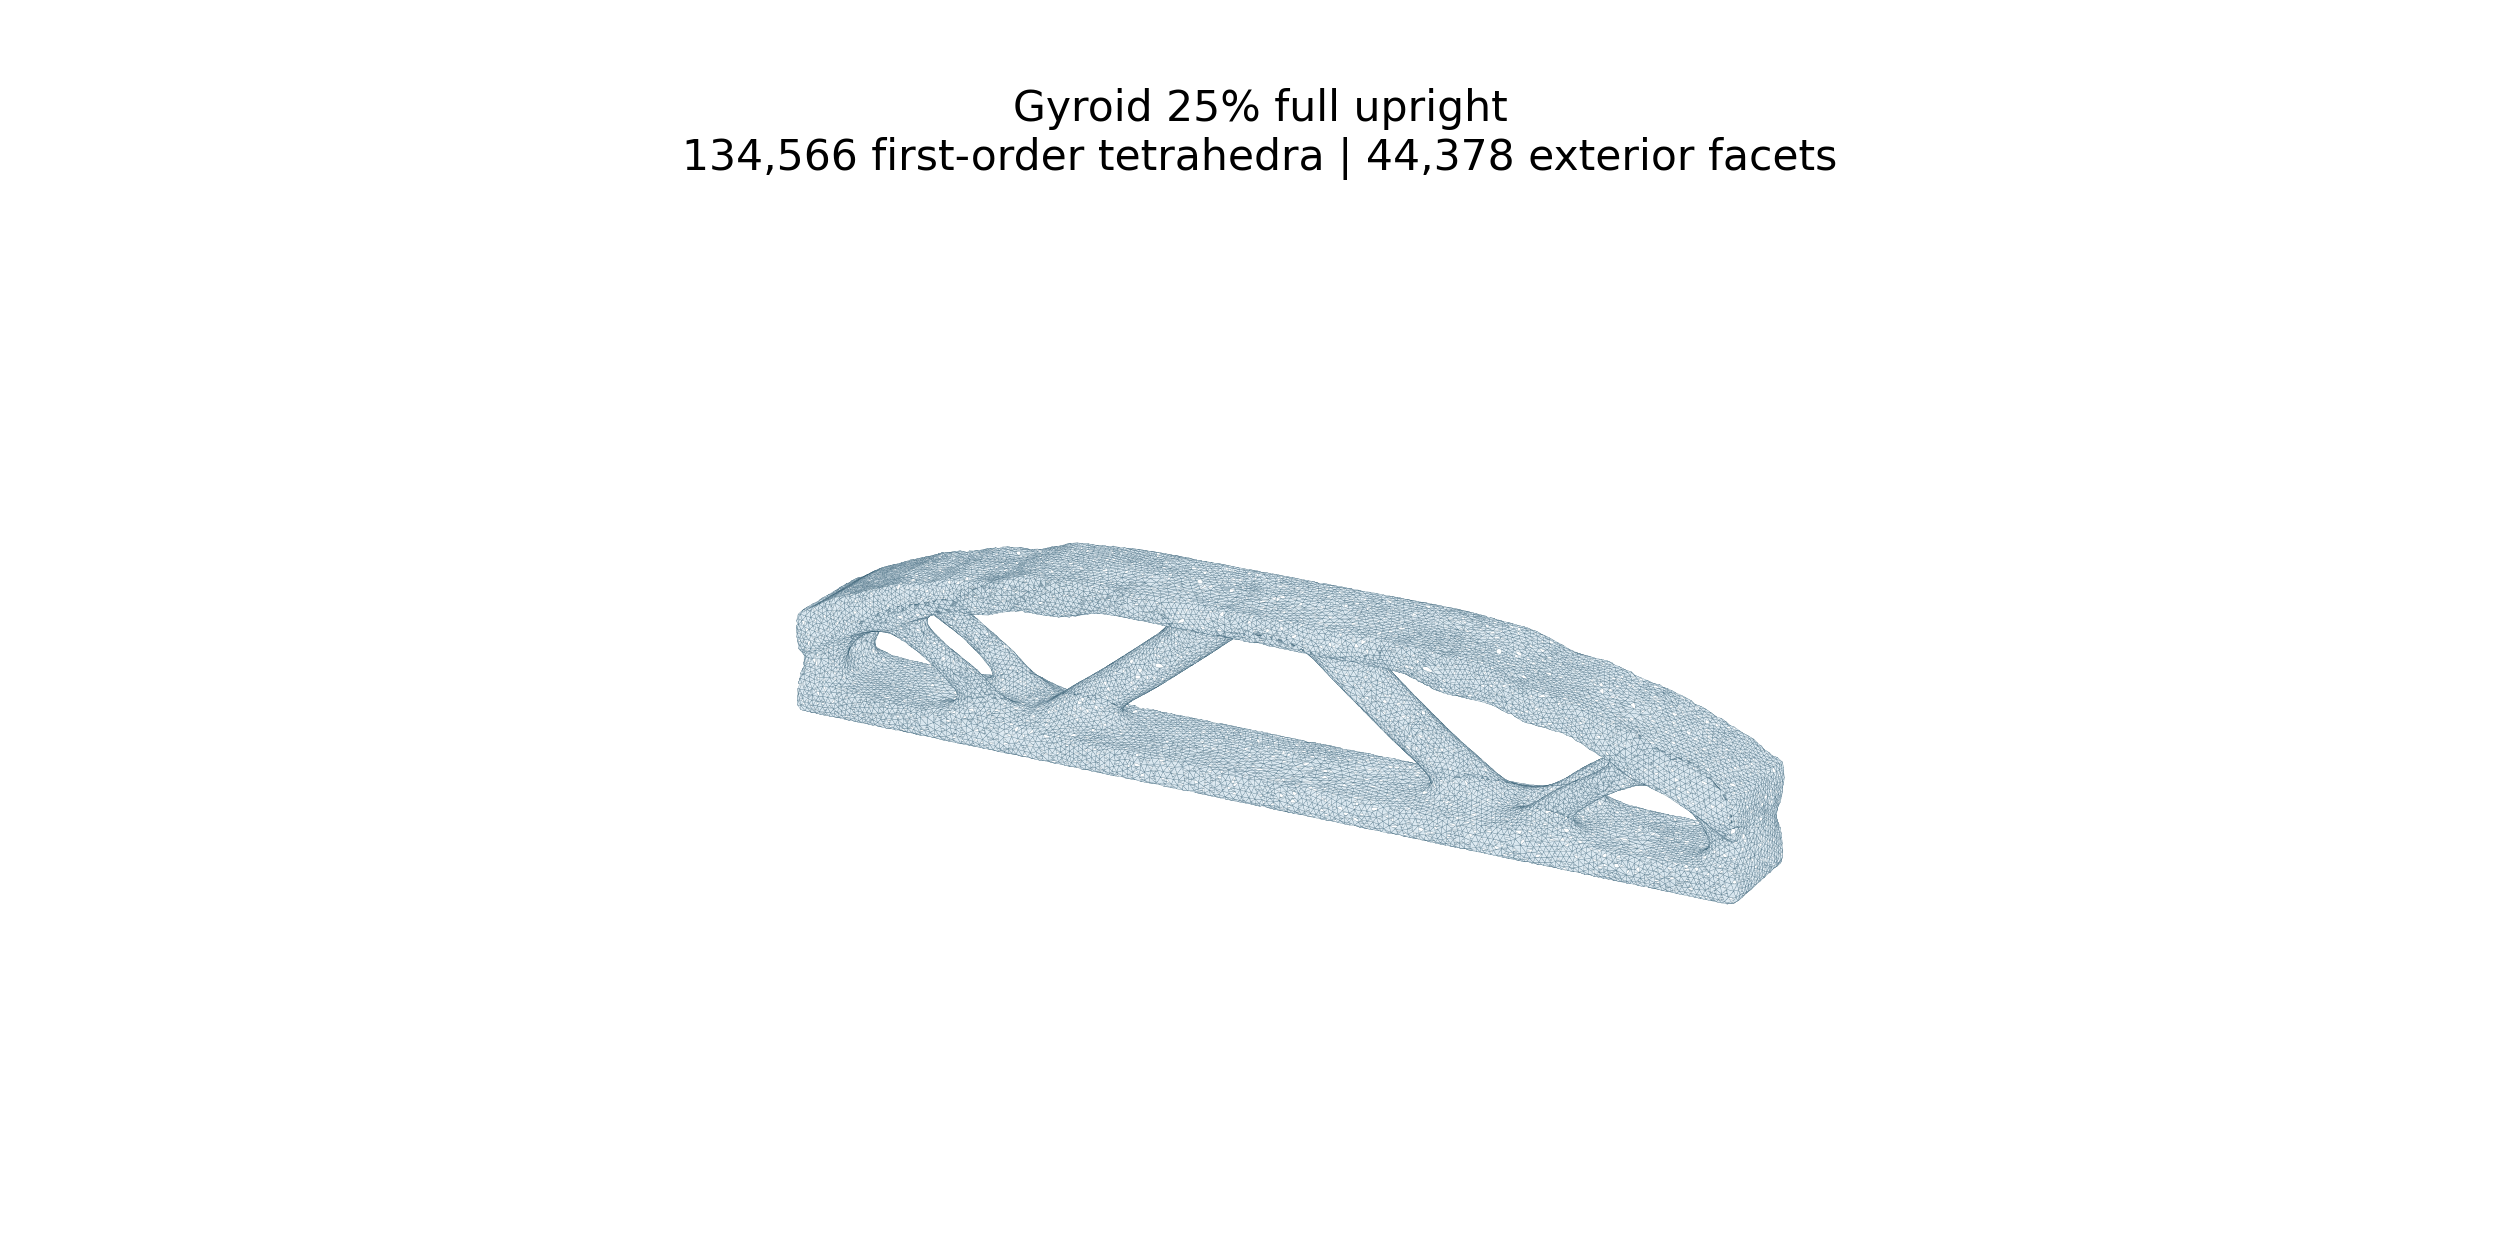 Gyroid 25% full upright
134,566 first-order tetrahedra | 44,378 exterior facets